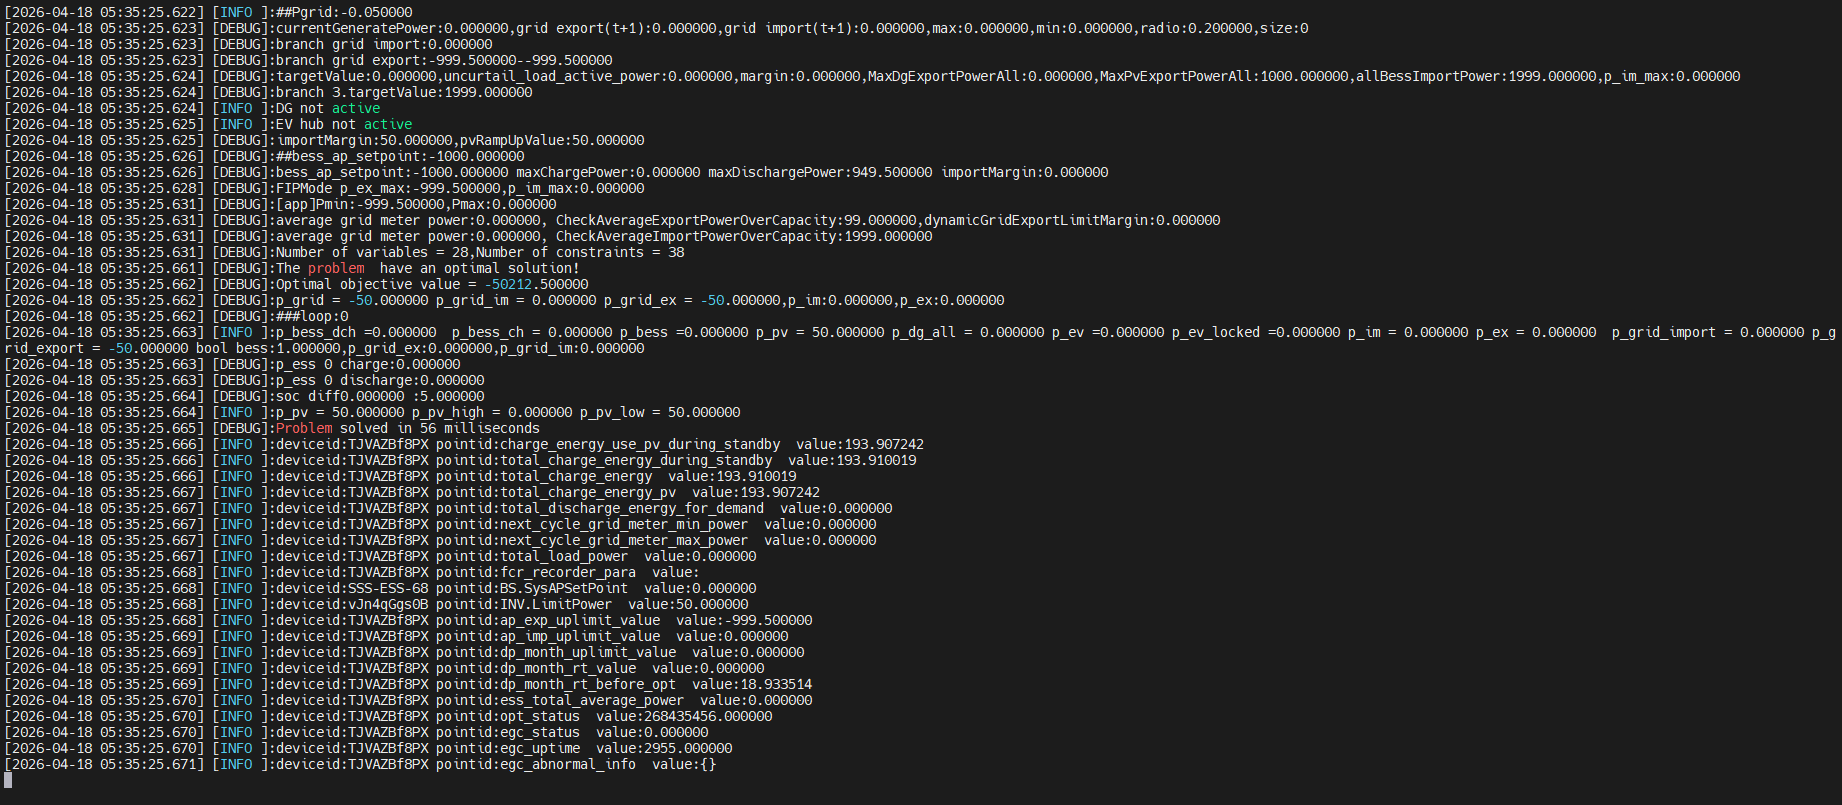 [2026-04-18 05:35:25.622] [INFO ]:##Pgrid:-0.050000
[2026-04-18 05:35:25.623] [DEBUG]:currentGeneratePower:0.000000,grid export(t+1):0.000000,grid import(t+1):0.000000,max:0.000000,min:0.000000,radio:0.200000,size:0
[2026-04-18 05:35:25.623] [DEBUG]:branch grid import:0.000000
[2026-04-18 05:35:25.623] [DEBUG]:branch grid export:-999.500000--999.500000
[2026-04-18 05:35:25.624] [DEBUG]:targetValue:0.000000,uncurtail_load_active_power:0.000000,margin:0.000000,MaxDgExportPowerAll:0.000000,MaxPvExportPowerAll:1000.000000,allBessImportPower:1999.000000,p_im_max:0.000000
[2026-04-18 05:35:25.624] [DEBUG]:branch 3.targetValue:1999.000000
[2026-04-18 05:35:25.624] [INFO ]:DG not active
[2026-04-18 05:35:25.625] [INFO ]:EV hub not active
[2026-04-18 05:35:25.625] [DEBUG]:importMargin:50.000000,pvRampUpValue:50.000000
[2026-04-18 05:35:25.626] [DEBUG]:##bess_ap_setpoint:-1000.000000
[2026-04-18 05:35:25.626] [DEBUG]:bess_ap_setpoint:-1000.000000 maxChargePower:0.000000 maxDischargePower:949.500000 importMargin:0.000000
[2026-04-18 05:35:25.628] [DEBUG]:FIPMode p_ex_max:-999.500000,p_im_max:0.000000
[2026-04-18 05:35:25.631] [DEBUG]:[app]Pmin:-999.500000,Pmax:0.000000
[2026-04-18 05:35:25.631] [DEBUG]:average grid meter power:0.000000, CheckAverageExportPowerOverCapacity:99.000000,dynamicGridExportLimitMargin:0.000000
[2026-04-18 05:35:25.631] [DEBUG]:average grid meter power:0.000000, CheckAverageImportPowerOverCapacity:1999.000000
[2026-04-18 05:35:25.631] [DEBUG]:Number of variables = 28,Number of constraints = 38
[2026-04-18 05:35:25.661] [DEBUG]:The problem  have an optimal solution!
[2026-04-18 05:35:25.662] [DEBUG]:Optimal objective value = -50212.500000
[2026-04-18 05:35:25.662] [DEBUG]:p_grid = -50.000000 p_grid_im = 0.000000 p_grid_ex = -50.000000,p_im:0.000000,p_ex:0.000000
[2026-04-18 05:35:25.662] [DEBUG]:###loop:0
[2026-04-18 05:35:25.663] [INFO ]:p_bess_dch =0.000000  p_bess_ch = 0.000000 p_bess =0.000000 p_pv = 50.000000 p_dg_all = 0.000000 p_ev =0.000000 p_ev_locked =0.000000 p_im = 0.000000 p_ex = 0.000000  p_grid_import = 0.000000 p_g
rid_export = -50.000000 bool bess:1.000000,p_grid_ex:0.000000,p_grid_im:0.000000
[2026-04-18 05:35:25.663] [DEBUG]:p_ess 0 charge:0.000000
[2026-04-18 05:35:25.663] [DEBUG]:p_ess 0 discharge:0.000000
[2026-04-18 05:35:25.664] [DEBUG]:soc diff0.000000 :5.000000
[2026-04-18 05:35:25.664] [INFO ]:p_pv = 50.000000 p_pv_high = 0.000000 p_pv_low = 50.000000
[2026-04-18 05:35:25.665] [DEBUG]:Problem solved in 56 milliseconds
[2026-04-18 05:35:25.666] [INFO ]:deviceid:TJVAZBf8PX pointid:charge_energy_use_pv_during_standby  value:193.907242
[2026-04-18 05:35:25.666] [INFO ]:deviceid:TJVAZBf8PX pointid:total_charge_energy_during_standby  value:193.910019
[2026-04-18 05:35:25.666] [INFO ]:deviceid:TJVAZBf8PX pointid:total_charge_energy  value:193.910019
[2026-04-18 05:35:25.667] [INFO ]:deviceid:TJVAZBf8PX pointid:total_charge_energy_pv  value:193.907242
[2026-04-18 05:35:25.667] [INFO ]:deviceid:TJVAZBf8PX pointid:total_discharge_energy_for_demand  value:0.000000
[2026-04-18 05:35:25.667] [INFO ]:deviceid:TJVAZBf8PX pointid:next_cycle_grid_meter_min_power  value:0.000000
[2026-04-18 05:35:25.667] [INFO ]:deviceid:TJVAZBf8PX pointid:next_cycle_grid_meter_max_power  value:0.000000
[2026-04-18 05:35:25.667] [INFO ]:deviceid:TJVAZBf8PX pointid:total_load_power  value:0.000000
[2026-04-18 05:35:25.668] [INFO ]:deviceid:TJVAZBf8PX pointid:fcr_recorder_para  value:
[2026-04-18 05:35:25.668] [INFO ]:deviceid:SSS-ESS-68 pointid:BS.SysAPSetPoint  value:0.000000
[2026-04-18 05:35:25.668] [INFO ]:deviceid:vJn4qGgs0B pointid:INV.LimitPower  value:50.000000
[2026-04-18 05:35:25.668] [INFO ]:deviceid:TJVAZBf8PX pointid:ap_exp_uplimit_value  value:-999.500000
[2026-04-18 05:35:25.669] [INFO ]:deviceid:TJVAZBf8PX pointid:ap_imp_uplimit_value  value:0.000000
[2026-04-18 05:35:25.669] [INFO ]:deviceid:TJVAZBf8PX pointid:dp_month_uplimit_value  value:0.000000
[2026-04-18 05:35:25.669] [INFO ]:deviceid:TJVAZBf8PX pointid:dp_month_rt_value  value:0.000000
[2026-04-18 05:35:25.669] [INFO ]:deviceid:TJVAZBf8PX pointid:dp_month_rt_before_opt  value:18.933514
[2026-04-18 05:35:25.670] [INFO ]:deviceid:TJVAZBf8PX pointid:ess_total_average_power  value:0.000000
[2026-04-18 05:35:25.670] [INFO ]:deviceid:TJVAZBf8PX pointid:opt_status  value:268435456.000000
[2026-04-18 05:35:25.670] [INFO ]:deviceid:TJVAZBf8PX pointid:egc_status  value:0.000000
[2026-04-18 05:35:25.670] [INFO ]:deviceid:TJVAZBf8PX pointid:egc_uptime  value:2955.000000
[2026-04-18 05:35:25.671] [INFO ]:deviceid:TJVAZBf8PX pointid:egc_abnormal_info  value:{}